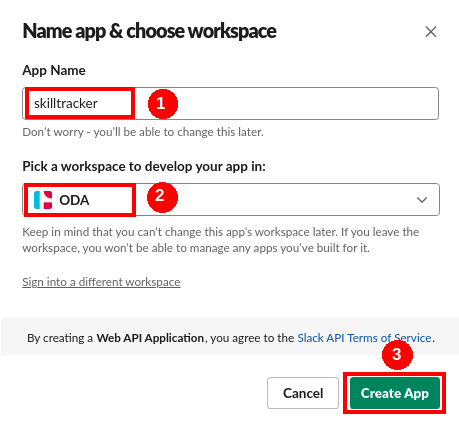 Name app & choose workspace
App Name
skilltracker
1
Don't worry - you'll be able to change this later.
Pick a workspace to develop your app in:
ODA
2
Keep in mind that you can't change this app's workspace later. If you leave the
workspace, you won't be able to manage any apps you've built for it.
Sign into a different workspace
By creating a Web API Application, you agree to the Slack API Terms of Service.
3
Cancel
Create App